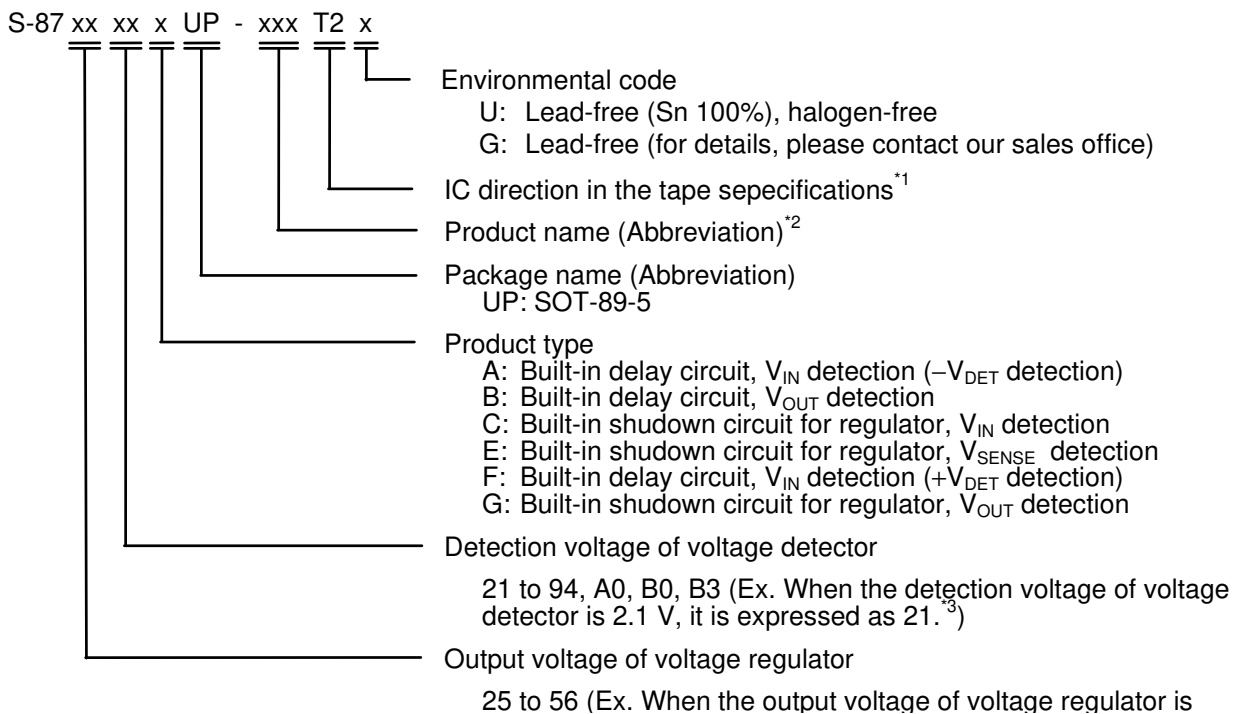 S-87 xx xx x UP - xxx T2 x
Environmental code
U: Lead-free (Sn 100%), halogen-free
G: Lead-free (for details, please contact our sales office)
IC direction in the tape sepecifications*1
Product name (Abbreviation)*2
Package name (Abbreviation)
UP: SOT-89-5
Product type
A: Built-in delay circuit, VIN detection (−VDET detection)
B: Built-in delay circuit, VOUT detection
C: Built-in shudown circuit for regulator, VIN detection
E: Built-in shudown circuit for regulator, VSENSE detection
F: Built-in delay circuit, VIN detection (+VDET detection)
G: Built-in shudown circuit for regulator, VOUT detection
Detection voltage of voltage detector
21 to 94, A0, B0, B3 (Ex. When the detection voltage of voltage
detector is 2.1 V, it is expressed as 21.*3)
Output voltage of voltage regulator
25 to 56 (Ex. When the output voltage of voltage regulator is